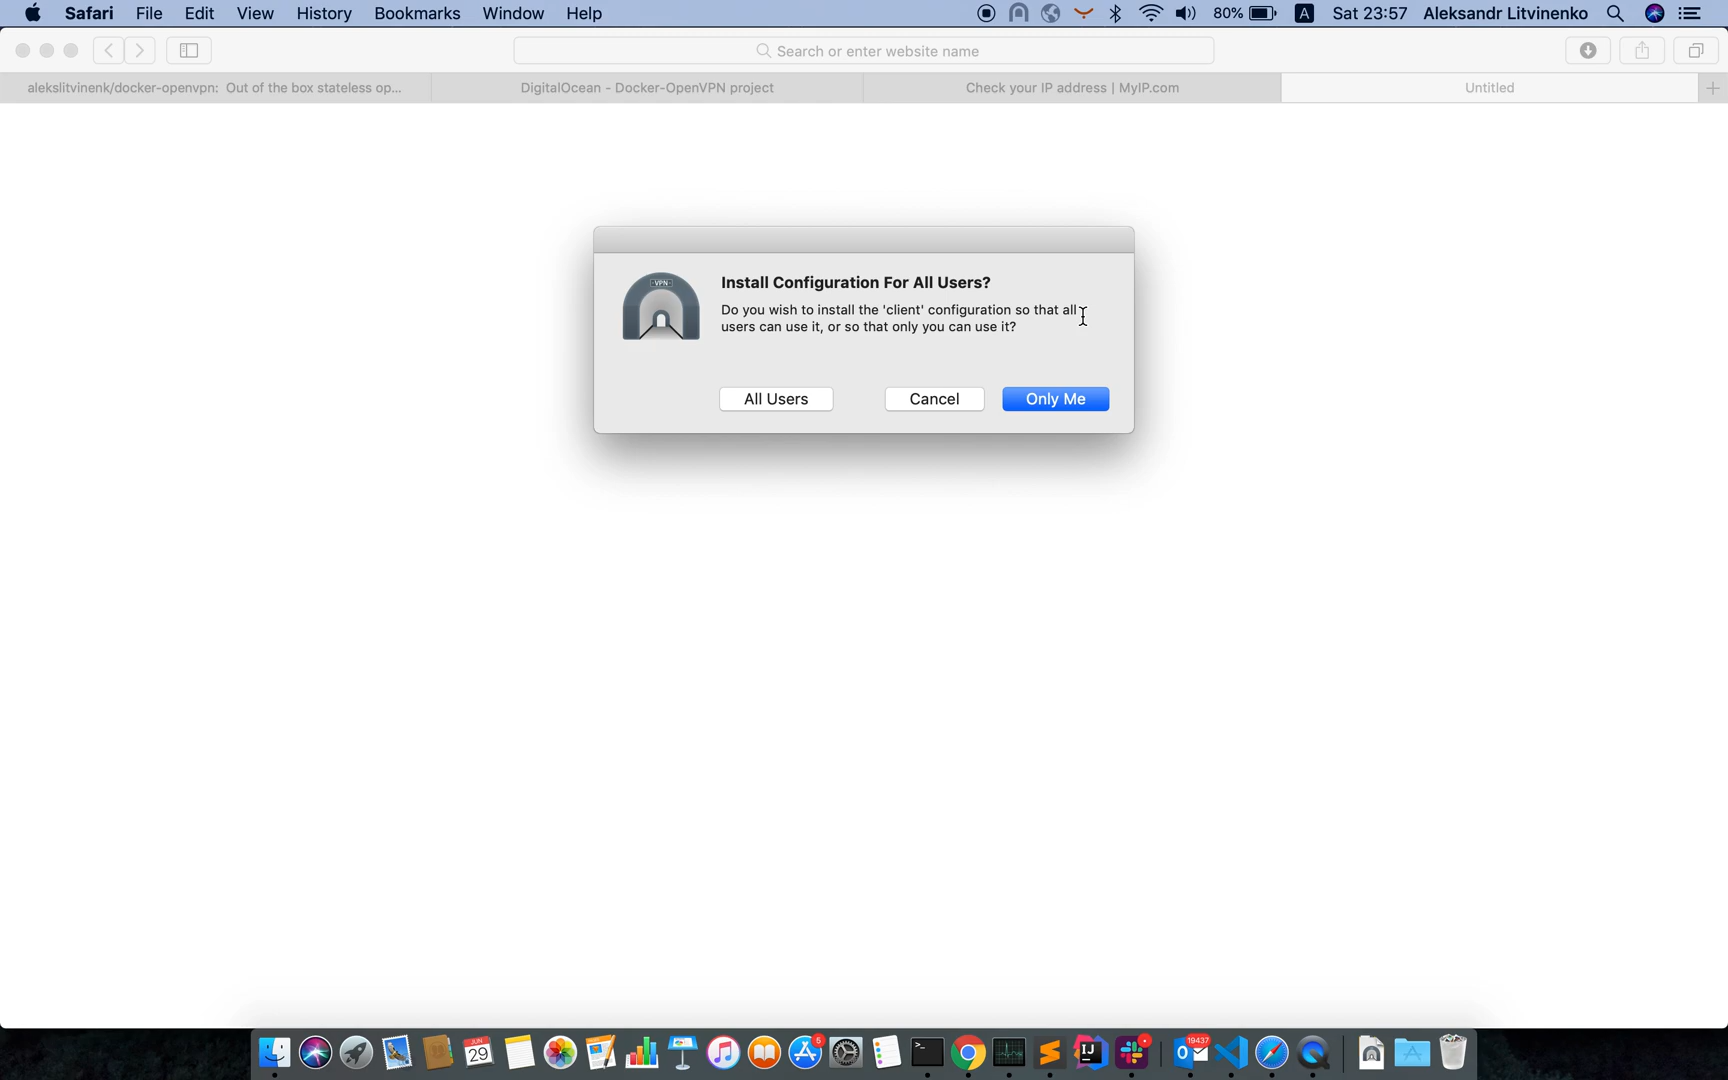 Safari File Edit View History Bookmarks Window Help 80% A Sat 23:57 Aleksandr Litvinenko
Search or enter website name
alekslitvinenk/docker-openvpn: Out of the box stateless op... DigitalOcean - Docker-OpenVPN project Check your IP address | MyIP.com Untitled
VPN
Install Configuration For All Users?
Do you wish to install the 'client' configuration so that all
users can use it, or so that only you can use it?
All Users Cancel Only Me
JUN
29
5
IJ
19437